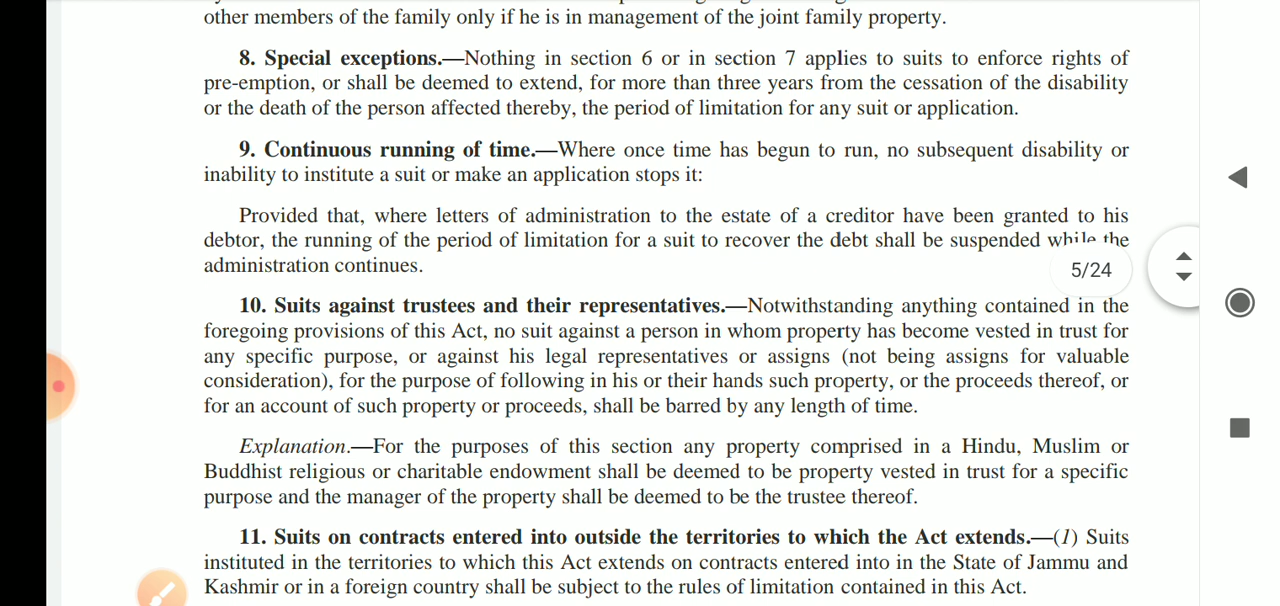 other members of the family only if he is in management of the joint family property.
8. Special exceptions.—Nothing in section 6 or in section 7 applies to suits to enforce rights of
pre-emption, or shall be deemed to extend, for more than three years from the cessation of the disability
or the death of the person affected thereby, the period of limitation for any suit or application.
9. Continuous running of time.—Where once time has begun to run, no subsequent disability or
inability to institute a suit or make an application stops it:
Provided that, where letters of administration to the estate of a creditor have been granted to his
debtor, the running of the period of limitation for a suit to recover the debt shall be suspended while the
administration continues.
5/24
10. Suits against trustees and their representatives.—Notwithstanding anything contained in the
foregoing provisions of this Act, no suit against a person in whom property has become vested in trust for
any specific purpose, or against his legal representatives or assigns (not being assigns for valuable
consideration), for the purpose of following in his or their hands such property, or the proceeds thereof, or
for an account of such property or proceeds, shall be barred by any length of time.
Explanation.—For the purposes of this section any property comprised in a Hindu, Muslim or
Buddhist religious or charitable endowment shall be deemed to be property vested in trust for a specific
purpose and the manager of the property shall be deemed to be the trustee thereof.
11. Suits on contracts entered into outside the territories to which the Act extends.—(1) Suits
instituted in the territories to which this Act extends on contracts entered into in the State of Jammu and
Kashmir or in a foreign country shall be subject to the rules of limitation contained in this Act.